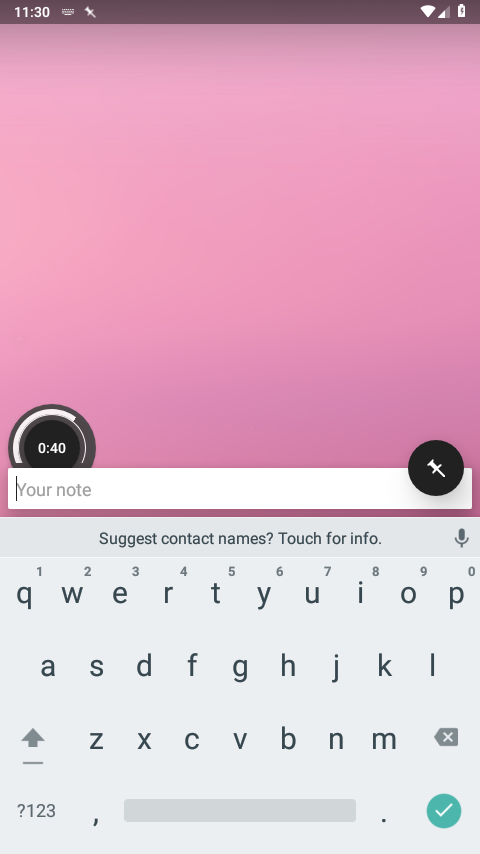 11:30
0:40
Your note
Suggest contact names? Touch for info.
1 2 3 4 5 6 7 8 9 0
q w e r t y u i o p
a s d f g h j k l
z x c v b n m
?123 , .